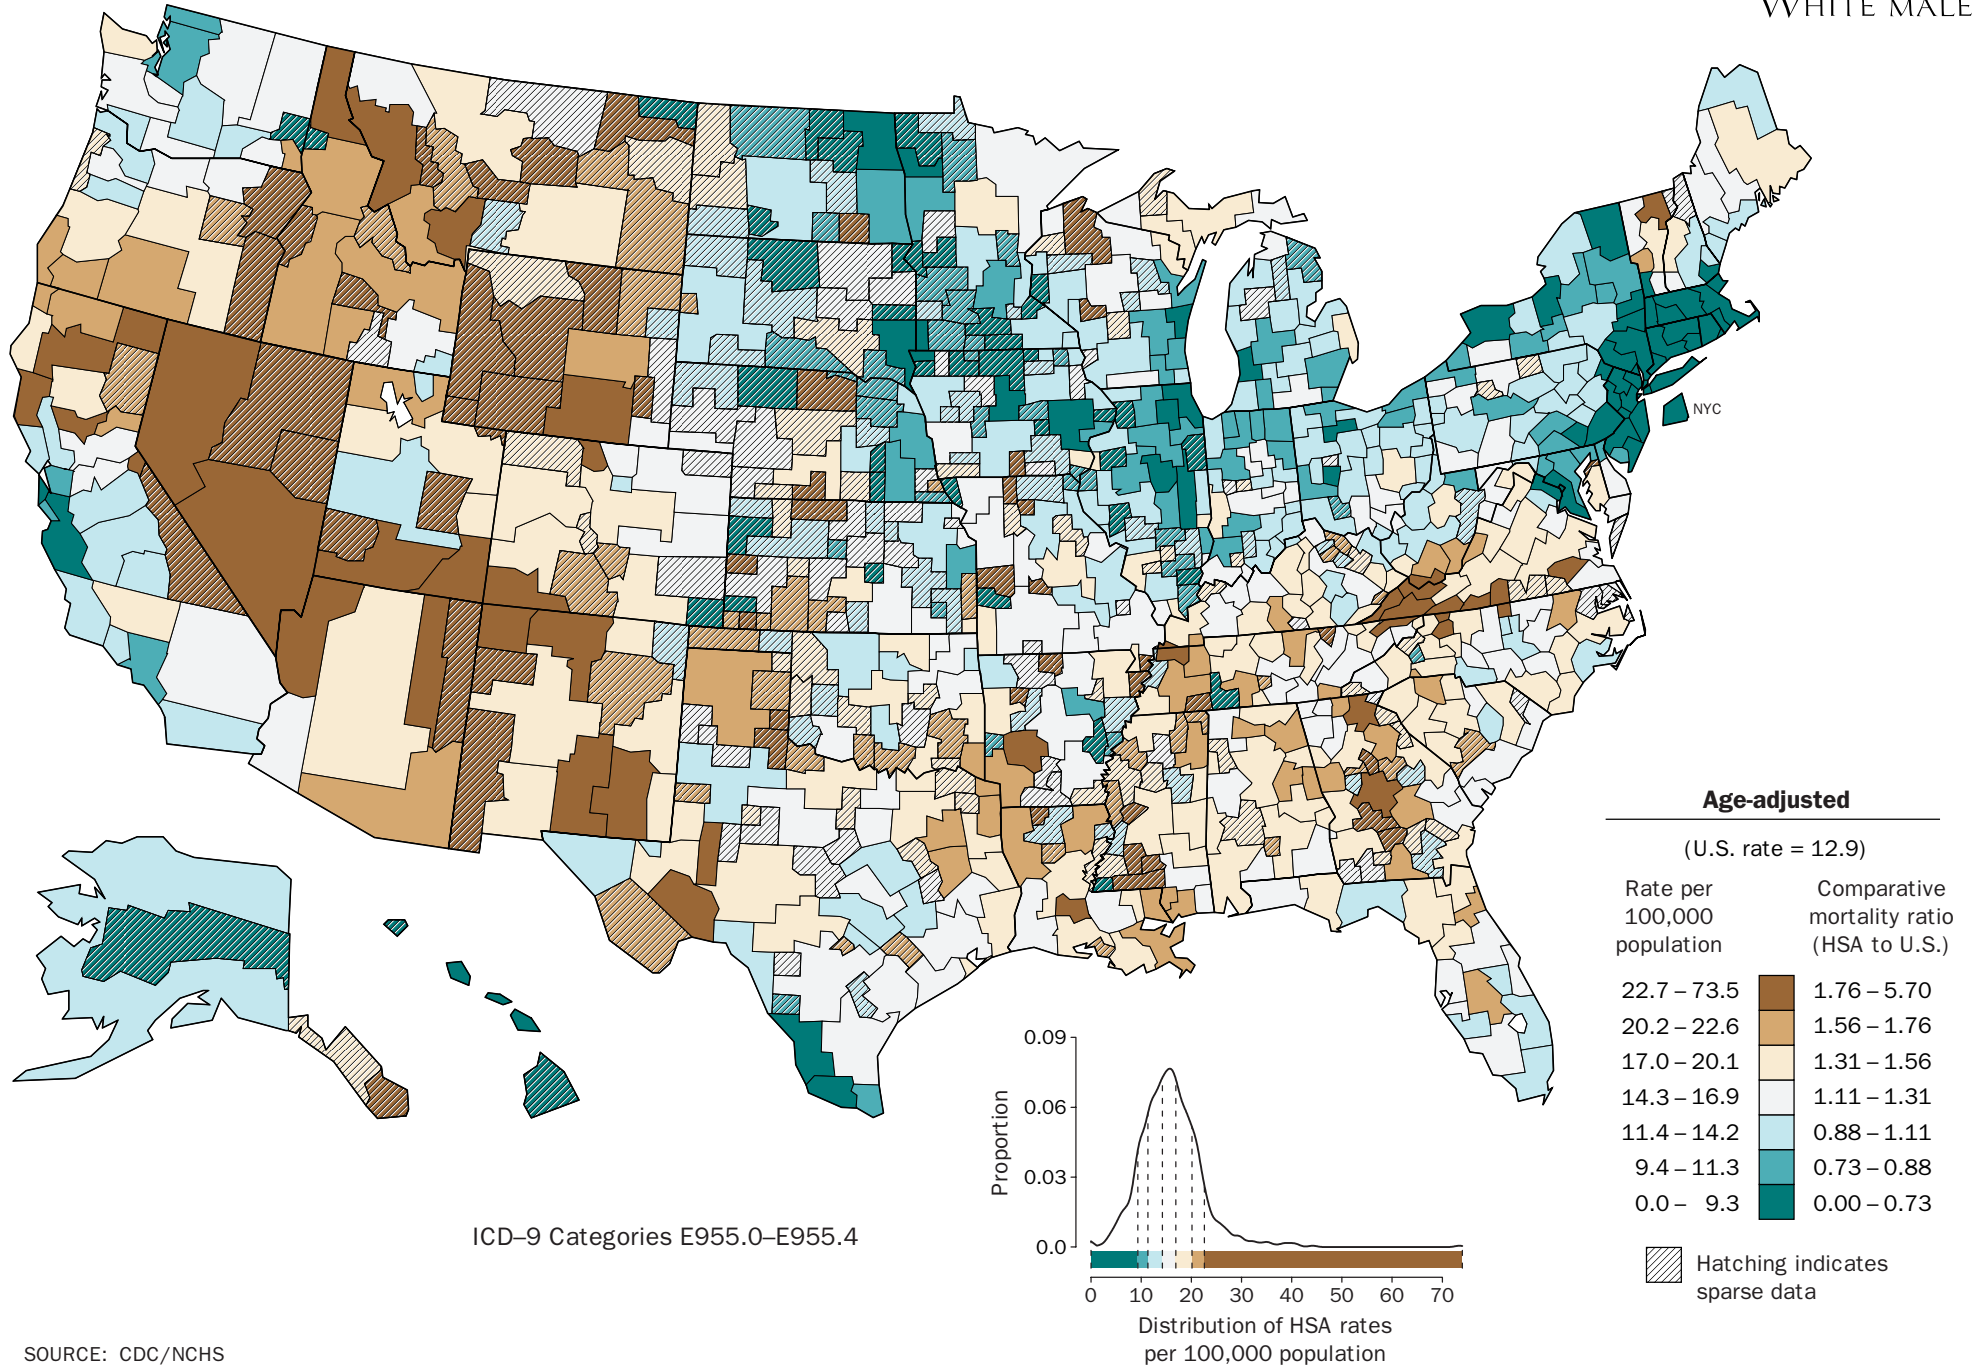 WHITE MALE
NYC
Age-adjusted
(U.S. rate = 12.9)
Rate per
100,000
population
Comparative
mortality ratio
(HSA to U.S.)
22.7 – 73.5 1.76 – 5.70
20.2 – 22.6 1.56 – 1.76
17.0 – 20.1 1.31 – 1.56
14.3 – 16.9 1.11 – 1.31
11.4 – 14.2 0.88 – 1.11
9.4 – 11.3 0.73 – 0.88
0.0 – 9.3 0.00 – 0.73
Hatching indicates
sparse data
Proportion
0.09
0.06
0.03
0.0
0 10 20 30 40 50 60 70
Distribution of HSA rates
per 100,000 population
ICD–9 Categories E955.0–E955.4
SOURCE: CDC/NCHS